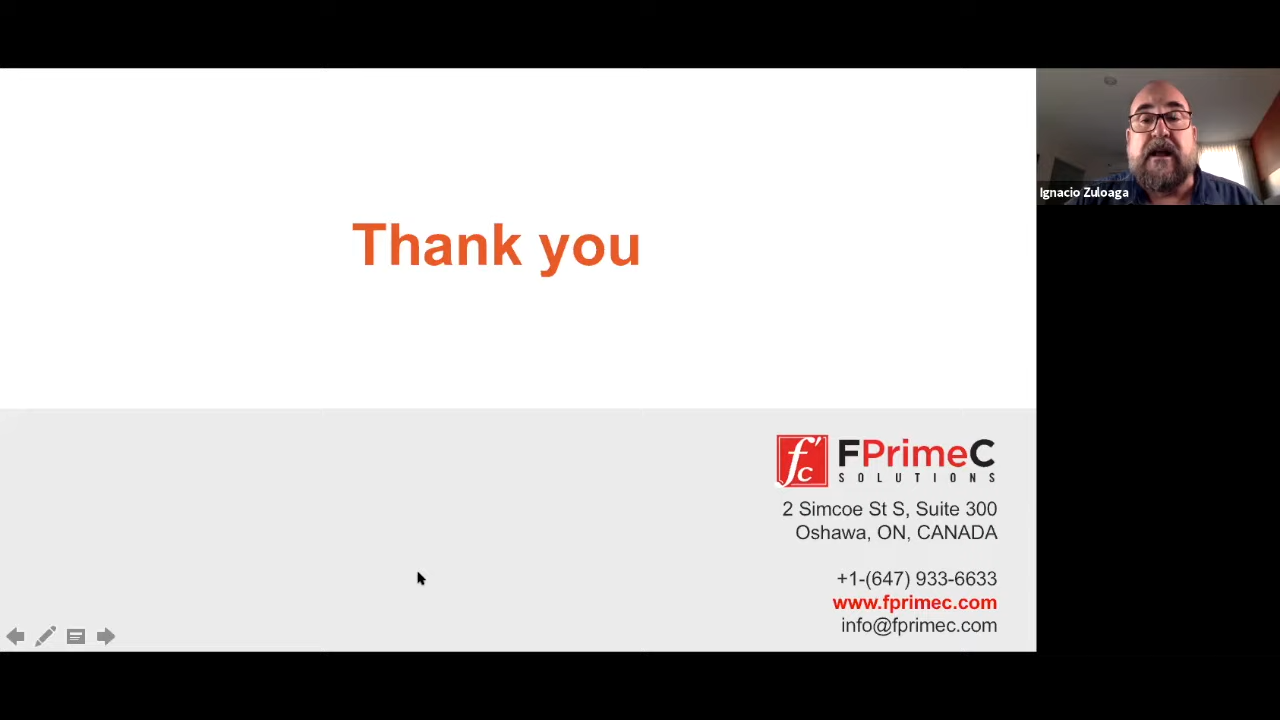 Thank you
f'c FPrimeC
SOLUTIONS
2 Simcoe St S, Suite 300
Oshawa, ON, CANADA
+1-(647) 933-6633
www.fprimec.com
info@fprimec.com
Ignacio Zuloaga